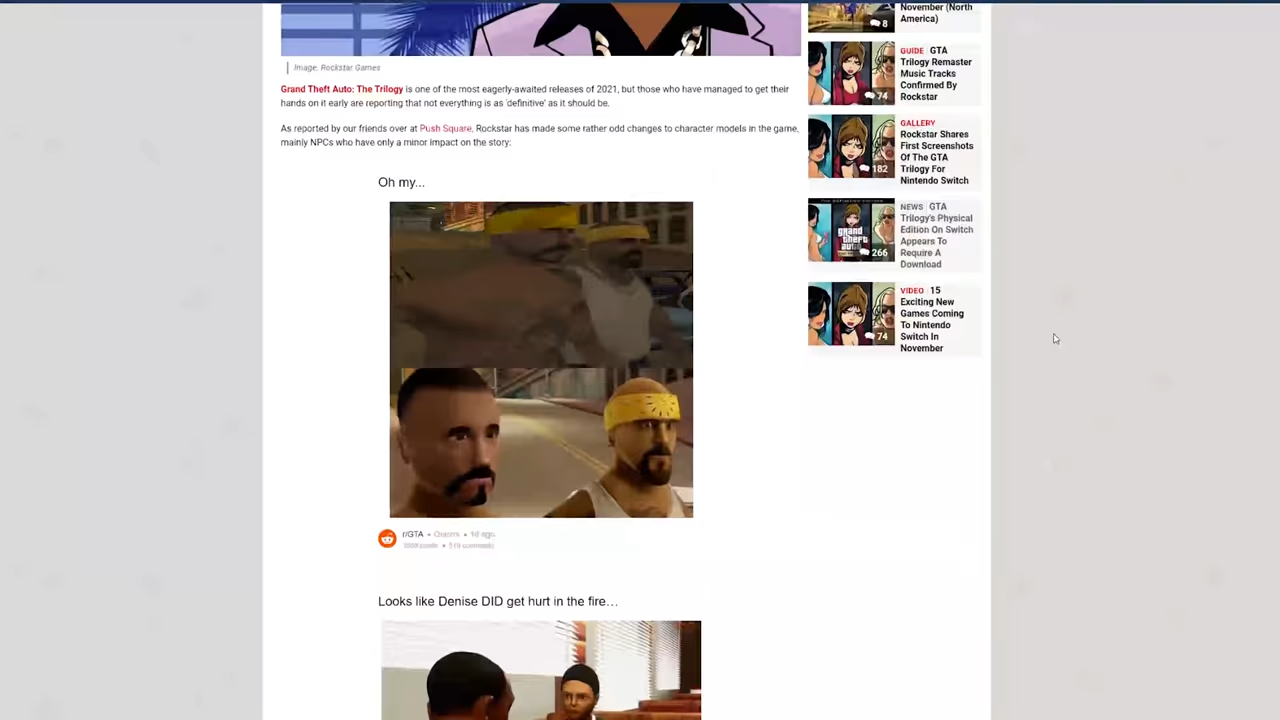 Image: Rockstar Games
Grand Theft Auto: The Trilogy is one of the most eagerly-awaited releases of 2021, but those who have managed to get their
hands on it early are reporting that not everything is as 'definitive' as it should be.
As reported by our friends over at Push Square, Rockstar has made some rather odd changes to character models in the game,
mainly NPCs who have only a minor impact on the story:
Oh my...
r/GTA • 1d ago
Looks like Denise DID get hurt in the fire...
November (North
America)
8
GUIDE GTA
Trilogy Remaster
Music Tracks
Confirmed By
Rockstar
74
GALLERY
Rockstar Shares
First Screenshots
Of The GTA
Trilogy For
Nintendo Switch
182
NEWS GTA
Trilogy's Physical
Edition On Switch
Appears To
Require A
Download
grand
theft
auto
266
VIDEO 15
Exciting New
Games Coming
To Nintendo
Switch In
November
74